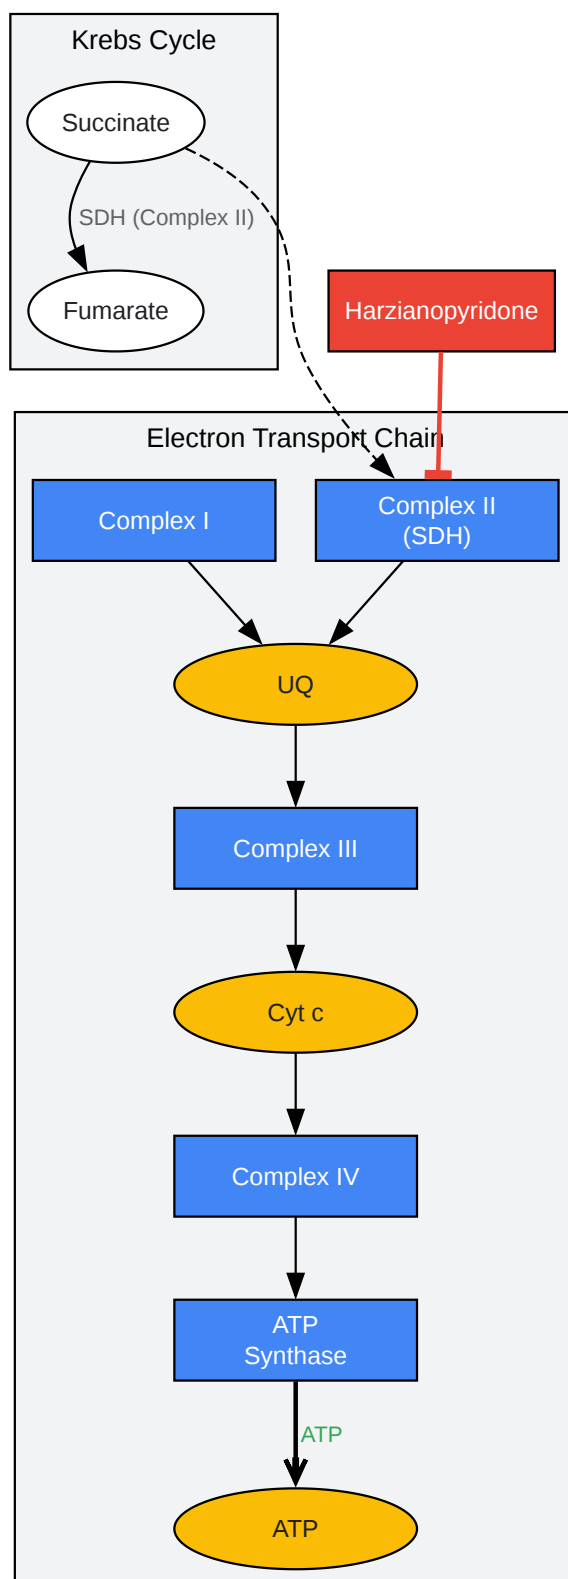 Krebs Cycle
Succinate
SDH (Complex II)
Fumarate
Harzianopyridone
Electron Transport Chain
Complex I
Complex II
(SDH)
UQ
Complex III
Cyt c
Complex IV
ATP
Synthase
ATP
ATP